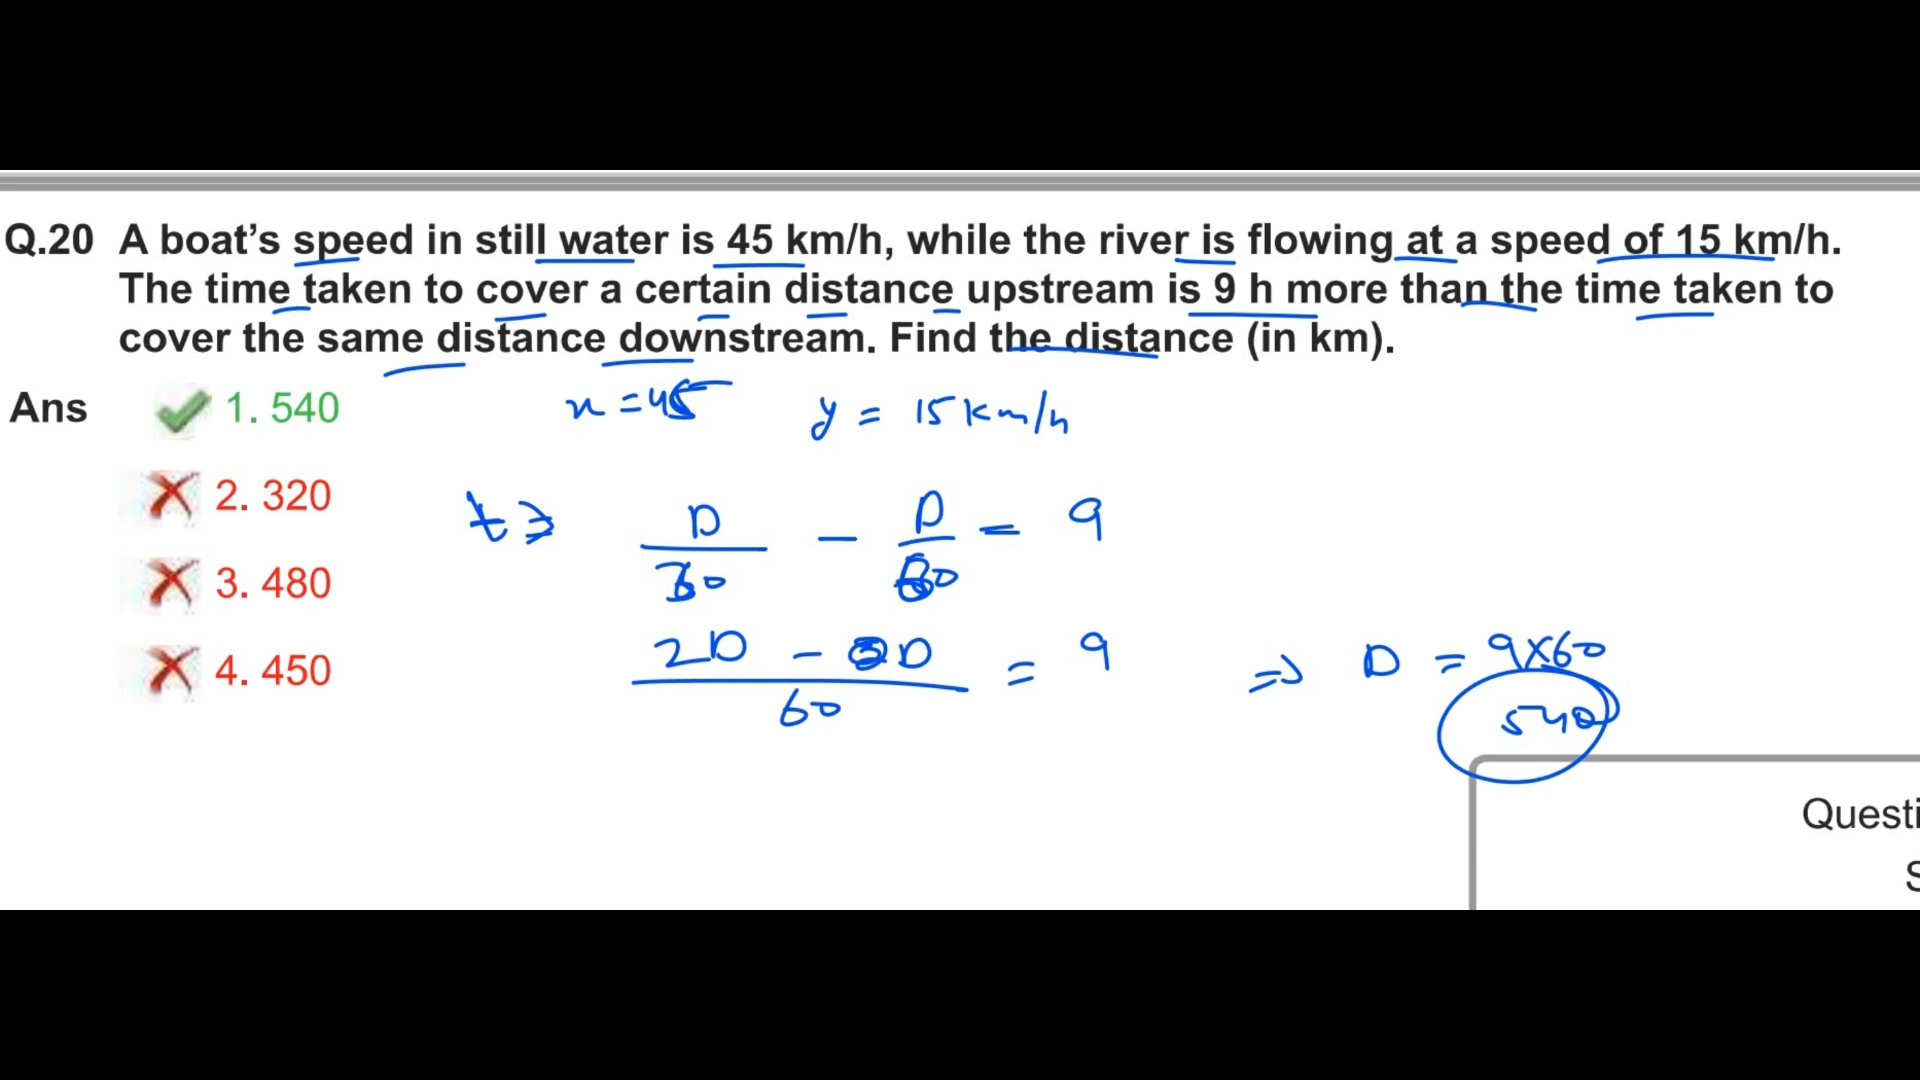 Q.20 A boat's speed in still water is 45 km/h, while the river is flowing at a speed of 15 km/h.
The time taken to cover a certain distance upstream is 9 h more than the time taken to
cover the same distance downstream. Find the distance (in km).
Ans 1. 540
x = 45 y = 15 km/h
2. 320
t ⇒ D/30 - D/60 = 9
3. 480
2D - D / 60 = 9 ⇒ D = 9×60
4. 450
540
Questi
S